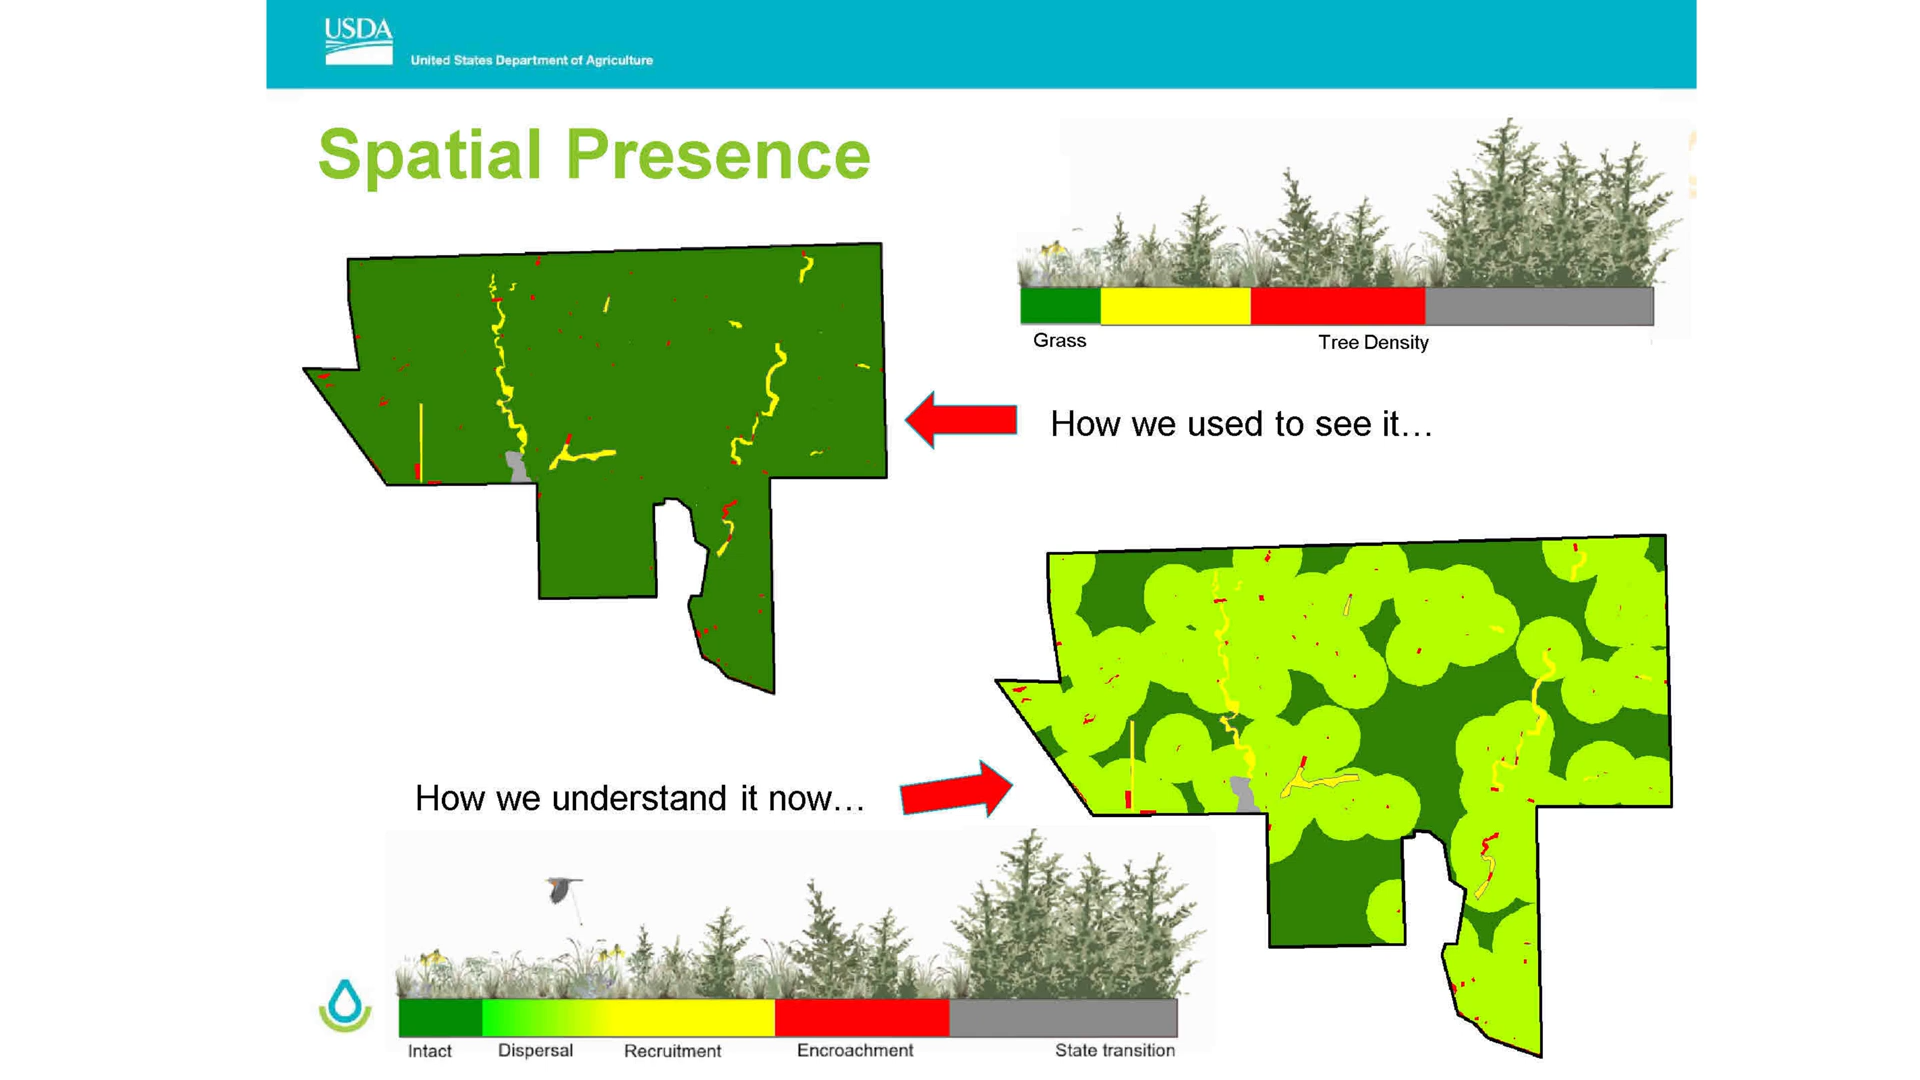 USDA
United States Department of Agriculture
Spatial Presence
Grass
Tree Density
How we used to see it…
How we understand it now…
Intact
Dispersal
Recruitment
Encroachment
State transition